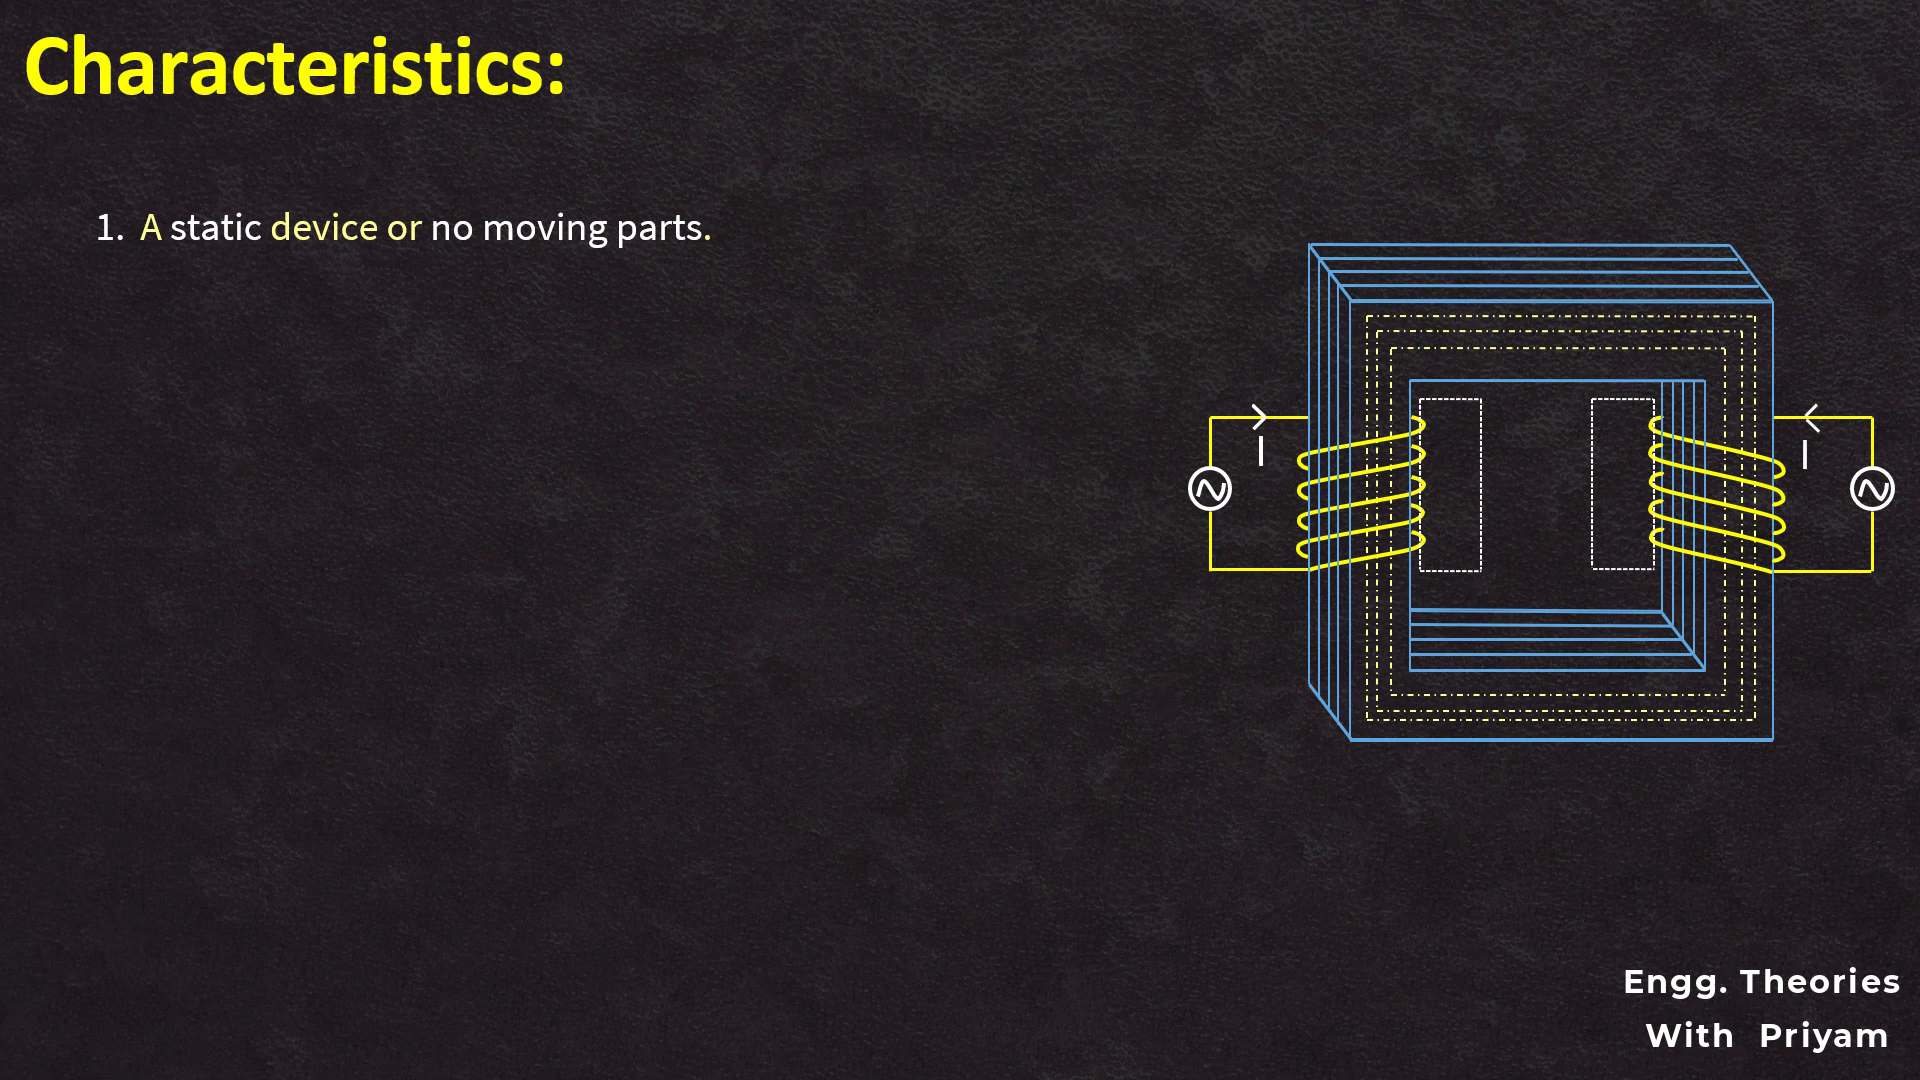 Characteristics:
1. A static device or no moving parts.
I
I
Engg. Theories
With Priyam